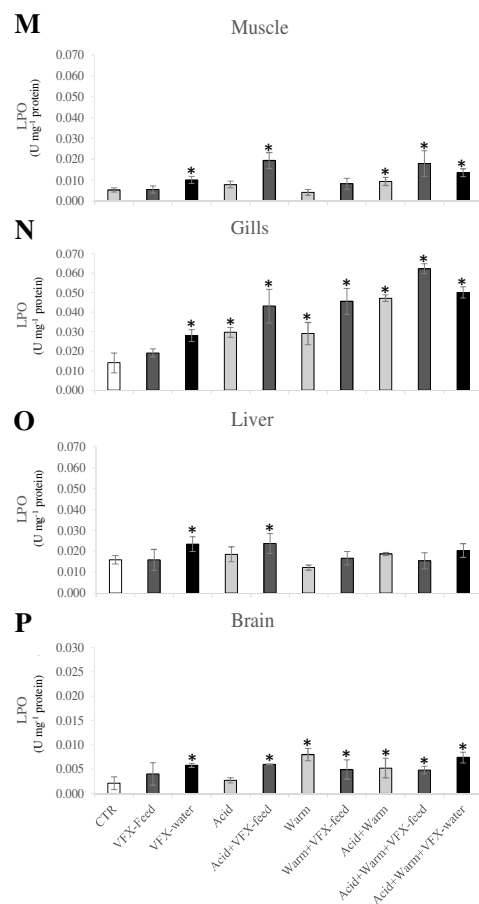 M
Muscle
LPO
(U mg-1 protein)
0.070
0.060
0.050
0.040
0.030
0.020
0.010
0.000
* * * * *
N
Gills
LPO
(U mg-1 protein)
0.070
0.060
0.050
0.040
0.030
0.020
0.010
0.000
* * * * * * * *
O
Liver
LPO
(U mg-1 protein)
0.070
0.060
0.050
0.040
0.030
0.020
0.010
0.000
* *
P
Brain
LPO
(U mg-1 protein)
0.030
0.025
0.020
0.015
0.010
0.005
0.000
* * * * * * *
CTR
VFX-Feed
VFX-water
Acid
Acid+VFX-feed
Warm
Warm+VFX-feed
Acid+Warm
Acid+Warm+VFX-feed
Acid+Warm+VFX-water